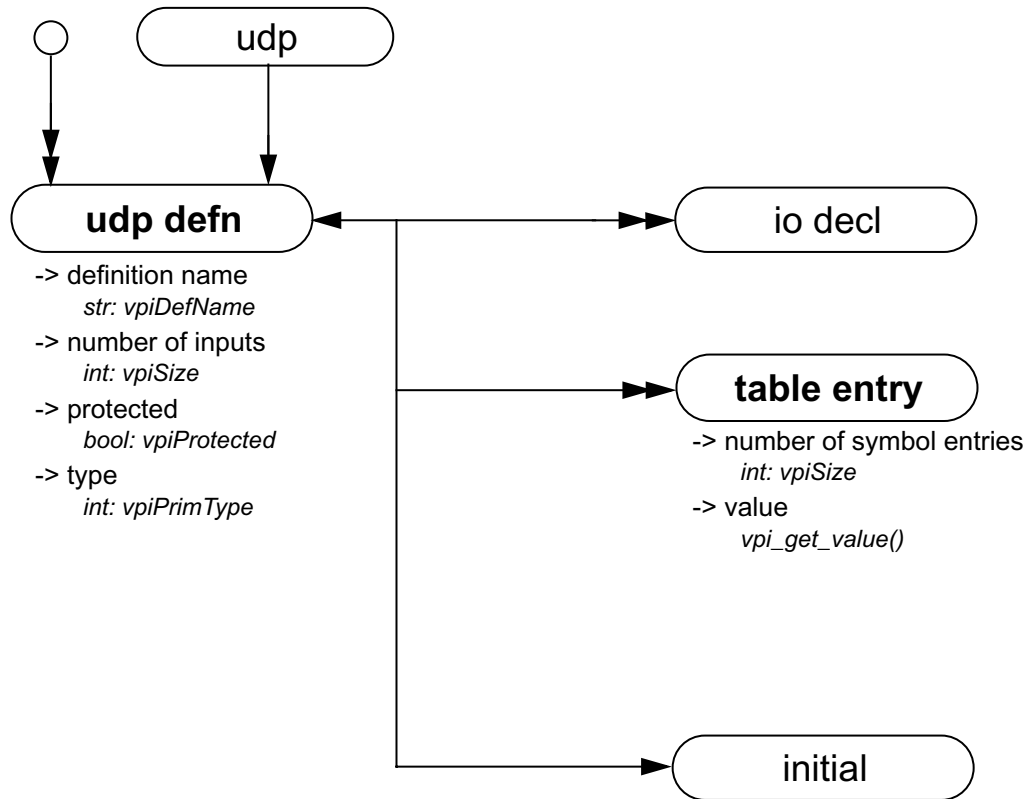 udp
udp defn
-> definition name
str: vpiDefName
-> number of inputs
int: vpiSize
-> protected
bool: vpiProtected
-> type
int: vpiPrimType
io decl
table entry
-> number of symbol entries
int: vpiSize
-> value
vpi_get_value()
initial